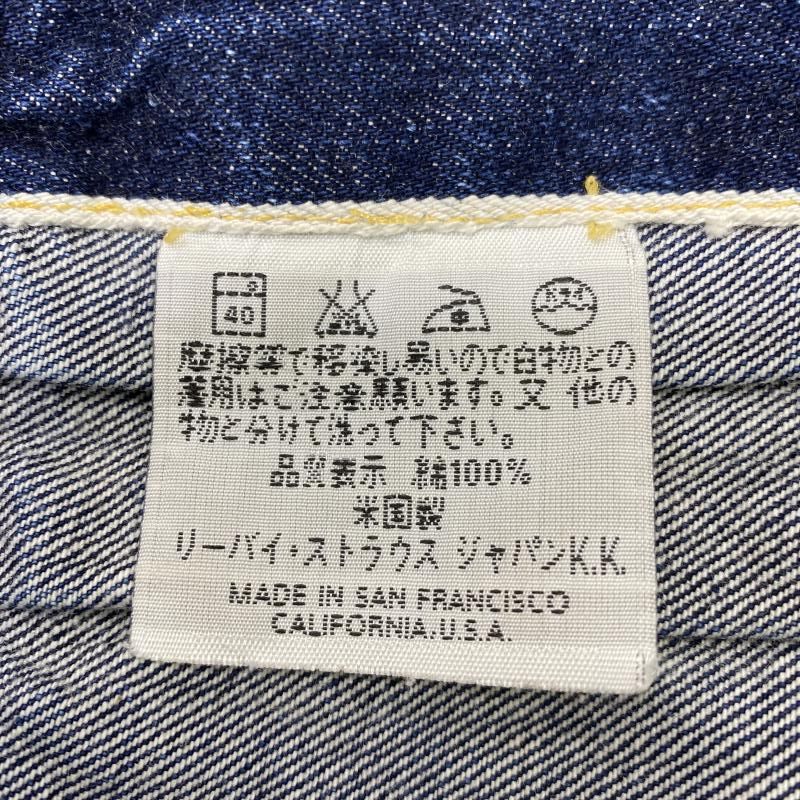 40
摩擦等で移染し易いので白物との
着用はご注意願います。又 他の
物と分けて洗って下さい。
品質表示 綿100%
米国製
リーバイ・ストラウス ジャパンK.K.
MADE IN SAN FRANCISCO
CALIFORNIA.U.S.A.